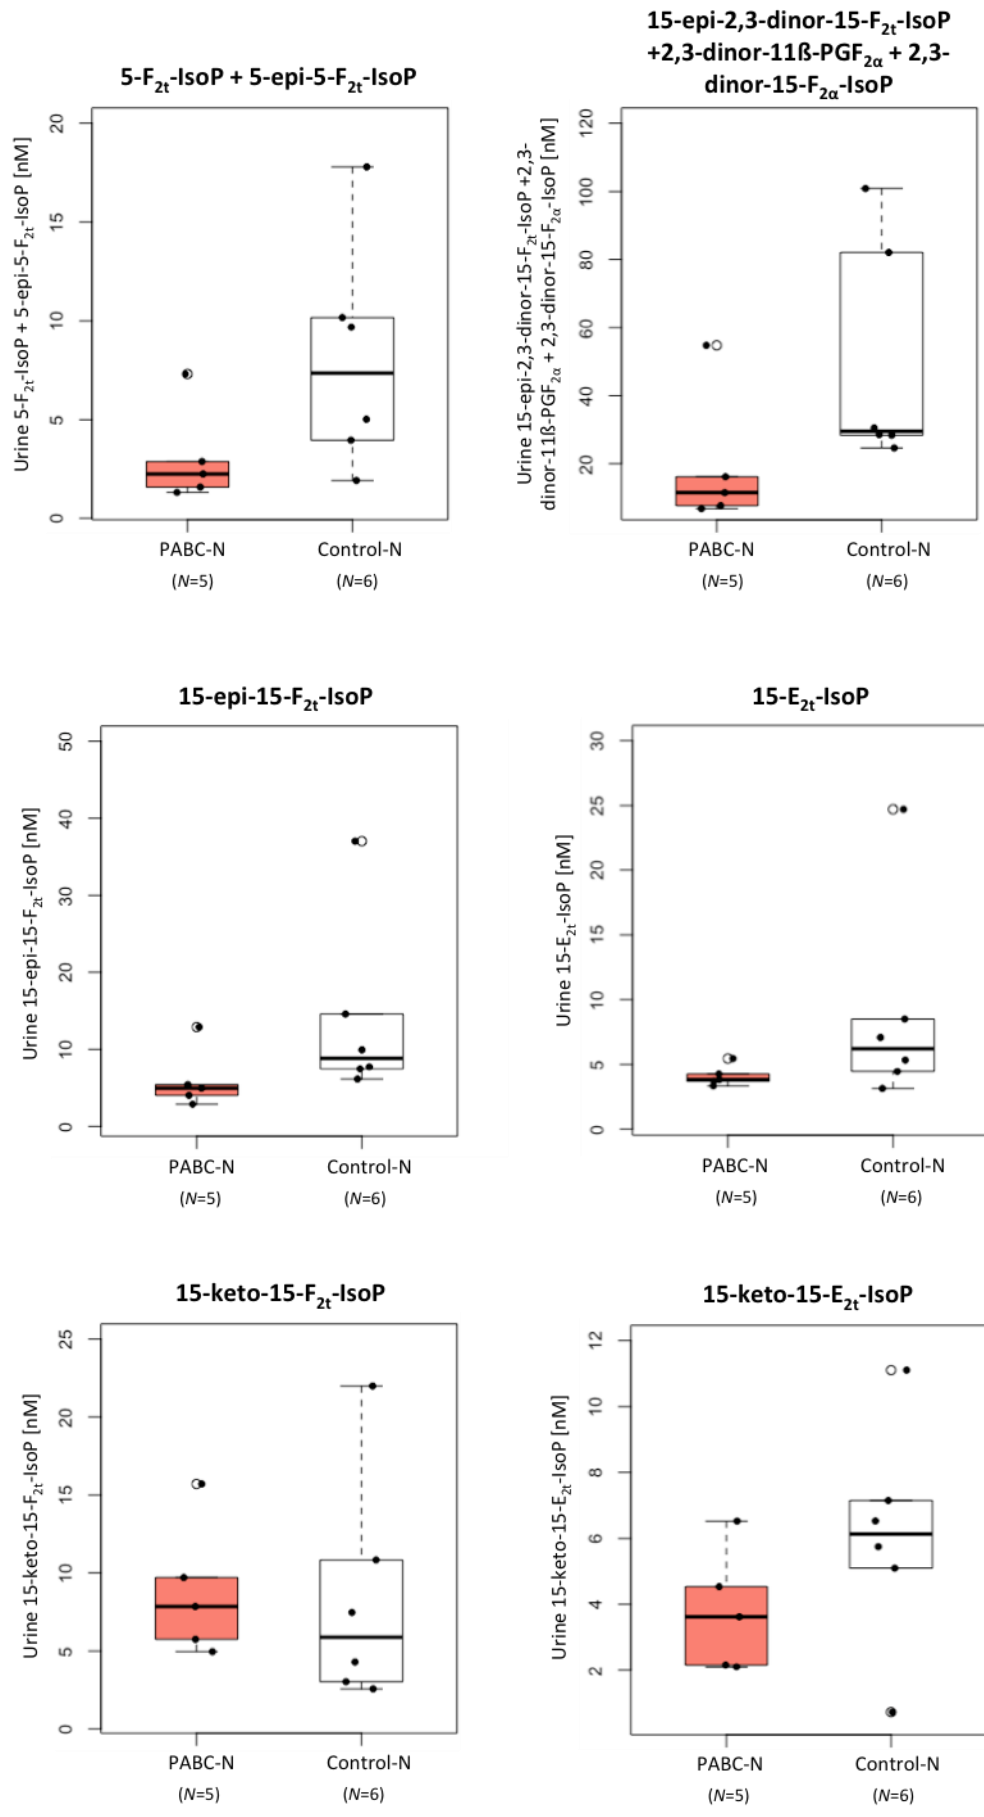 5-F2t-IsoP + 5-epi-5-F2t-IsoP
Urine 5-F2t-IsoP + 5-epi-5-F2t-IsoP [nM]
20
15
10
5
0
PABC-N
Control-N
(N=5)
(N=6)
15-epi-2,3-dinor-15-F2t-IsoP
+2,3-dinor-11ß-PGF2α + 2,3-
dinor-15-F2α-IsoP
Urine 15-epi-2,3-dinor-15-F2t-IsoP +2,3-
dinor-11ß-PGF2α + 2,3-dinor-15-F2α-IsoP [nM]
120
100
80
60
40
20
PABC-N
Control-N
(N=5)
(N=6)
15-epi-15-F2t-IsoP
Urine 15-epi-15-F2t-IsoP [nM]
50
40
30
20
10
0
PABC-N
Control-N
(N=5)
(N=6)
15-E2t-IsoP
Urine 15-E2t-IsoP [nM]
30
25
20
15
10
5
0
PABC-N
Control-N
(N=5)
(N=6)
15-keto-15-F2t-IsoP
Urine 15-keto-15-F2t-IsoP [nM]
25
20
15
10
5
0
PABC-N
Control-N
(N=5)
(N=6)
15-keto-15-E2t-IsoP
Urine 15-keto-15-E2t-IsoP [nM]
12
10
8
6
4
2
PABC-N
Control-N
(N=5)
(N=6)